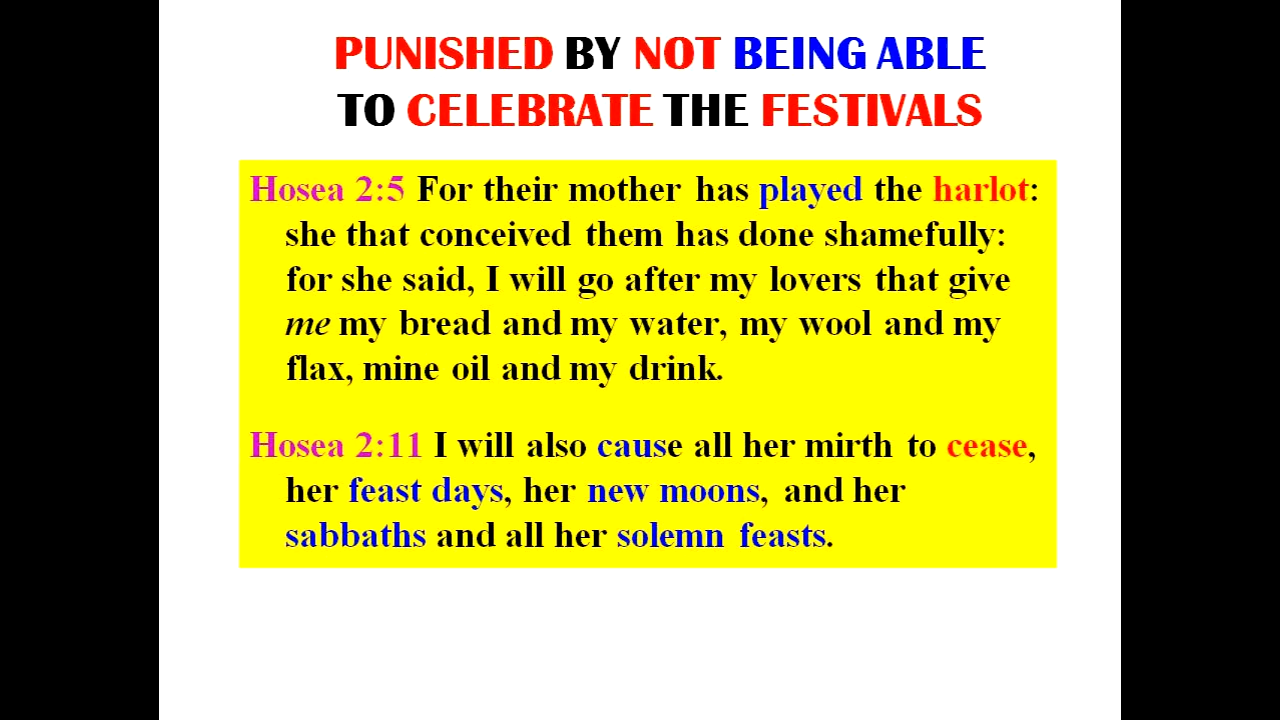 PUNISHED BY NOT BEING ABLE
TO CELEBRATE THE FESTIVALS
Hosea 2:5 For their mother has played the harlot:
she that conceived them has done shamefully:
for she said, I will go after my lovers that give
me my bread and my water, my wool and my
flax, mine oil and my drink.
Hosea 2:11 I will also cause all her mirth to cease,
her feast days, her new moons, and her
sabbaths and all her solemn feasts.